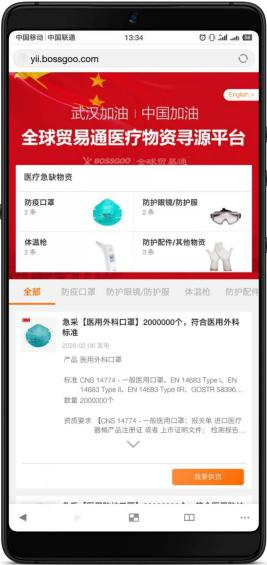 中国移动 | 中国联通
13:34
yii.bossgoo.com
English >
武汉加油 | 中国加油
全球贸易通医疗物资寻源平台
BOSSGOO 全球贸易通
医疗急缺物资
防疫口罩
2 条
防护眼镜/防护服
2 条
体温枪
2 条
防护配件/其他物资
3 条
全部 防疫口罩 防护眼镜/防护服 体温枪 防护配件
3M
急采【医用外科口罩】2000000个，符合医用外科
标准
2020-02-06 发布
产品 医用外科口罩
标准 CNS 14774 - 一般医用口罩、EN 14683 Type I、EN
14683 Type II、EN 14683 Type IIR、GOSTR 58396...
数量 2000000个
资质要求 【CNS 14774 - 一般医用口罩：报关单 进口医疗
器械产品注册证 或者 上市证明文件； 检测报告...
我要供货